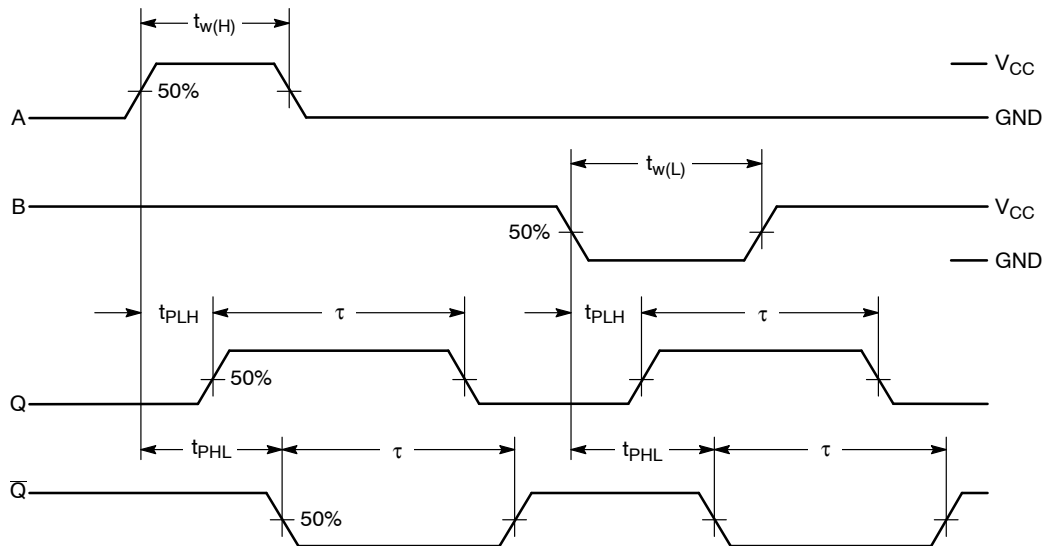 t_w(H)
V_CC
50%
A GND
t_w(L)
B V_CC
50%
GND
t_PLH τ t_PLH τ
50%
Q
t_PHL τ t_PHL τ
Q̅
50%